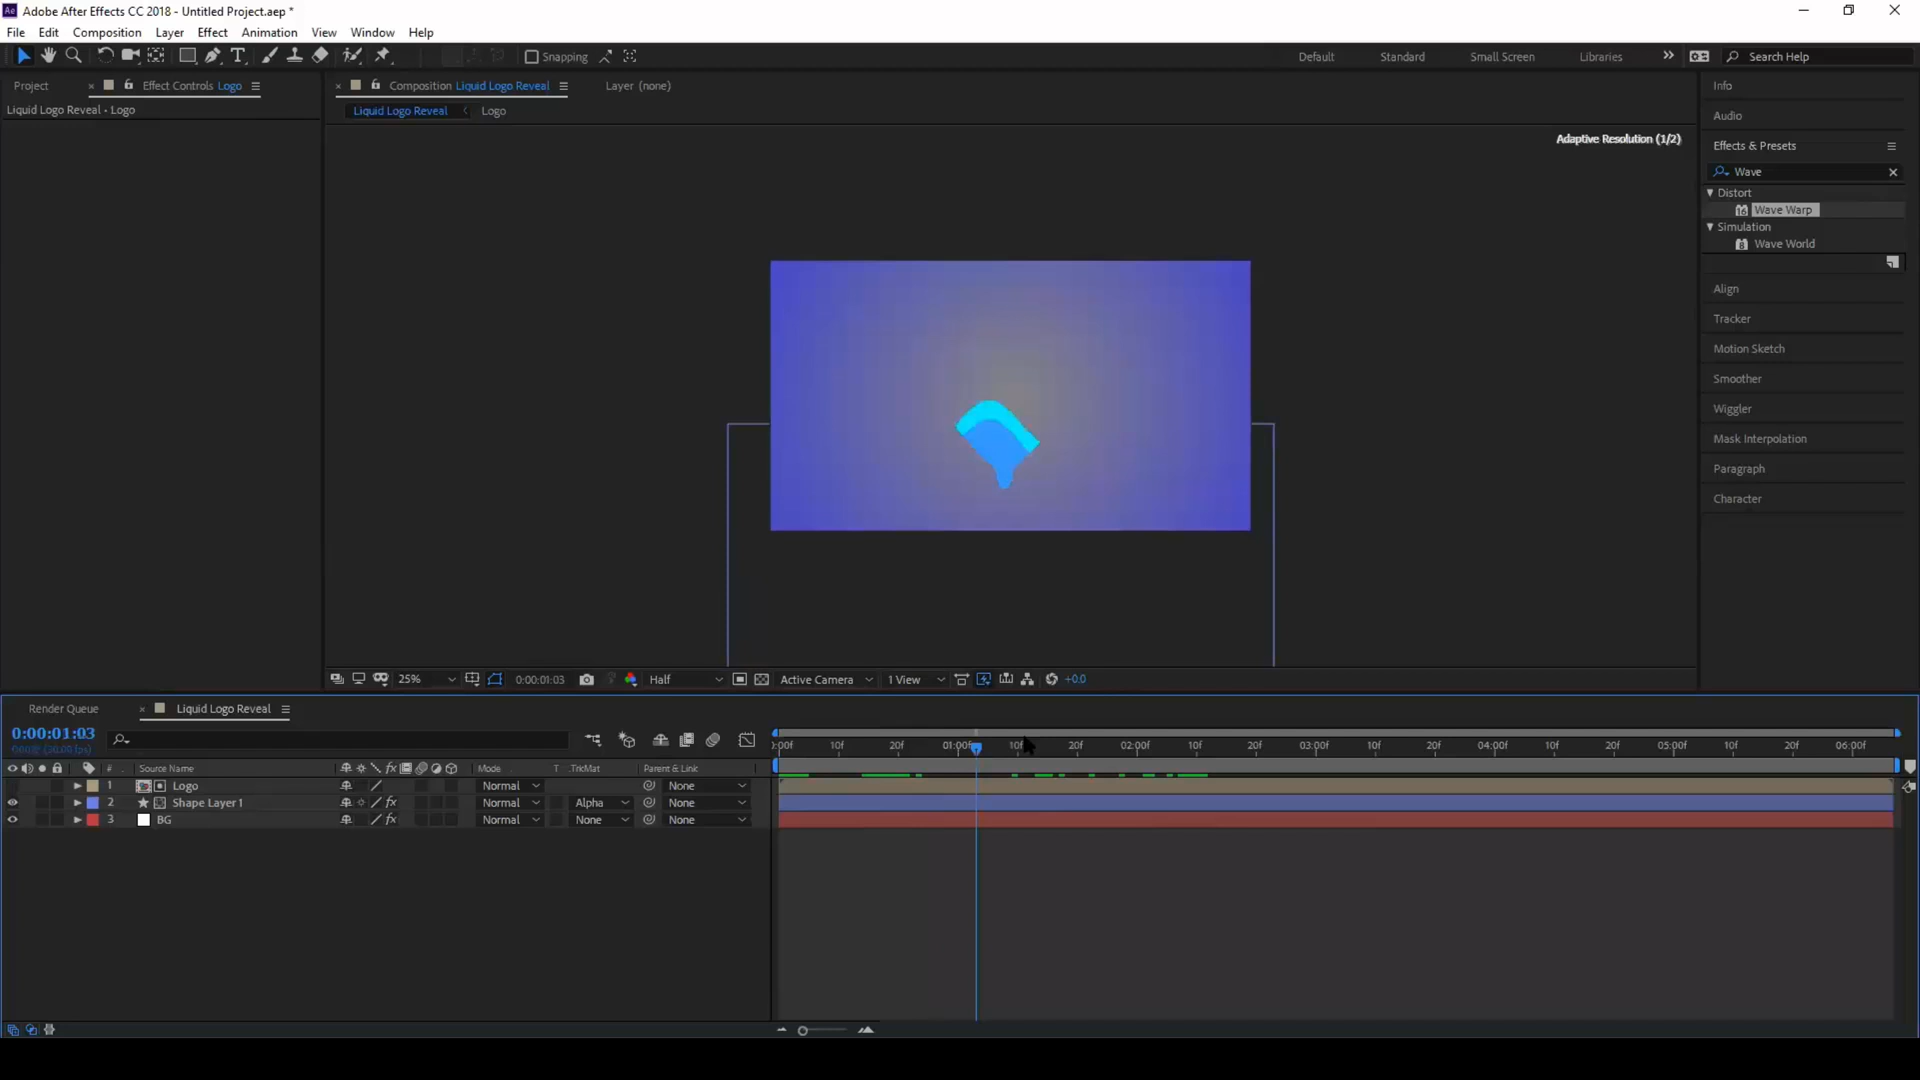 Adobe After Effects CC 2018 - Untitled Project.aep *
File Edit Composition Layer Effect Animation View Window Help
Snapping Default Standard Small Screen Libraries Search Help
Project Effect Controls Logo Composition Liquid Logo Reveal Layer (none) Info
Liquid Logo Reveal • Logo
Liquid Logo Reveal Logo
Audio
Adaptive Resolution (1/2)
Effects & Presets
Wave
Distort
Wave Warp
Simulation
Wave World
Align
Tracker
Motion Sketch
Smoother
Wiggler
Mask Interpolation
Paragraph
Character
25% 0:00:01:03 Half Active Camera 1 View +0.0
Render Queue Liquid Logo Reveal
0:00:01:03
:00f 10f 20f 01:00f 10f 20f 02:00f 10f 20f 03:00f 10f 20f 04:00f 10f 20f 05:00f 10f 20f 06:00f
# Source Name Mode T .TrkMat Parent & Link
1 Logo Normal None
2 Shape Layer 1 Normal Alpha None
3 BG Normal None None